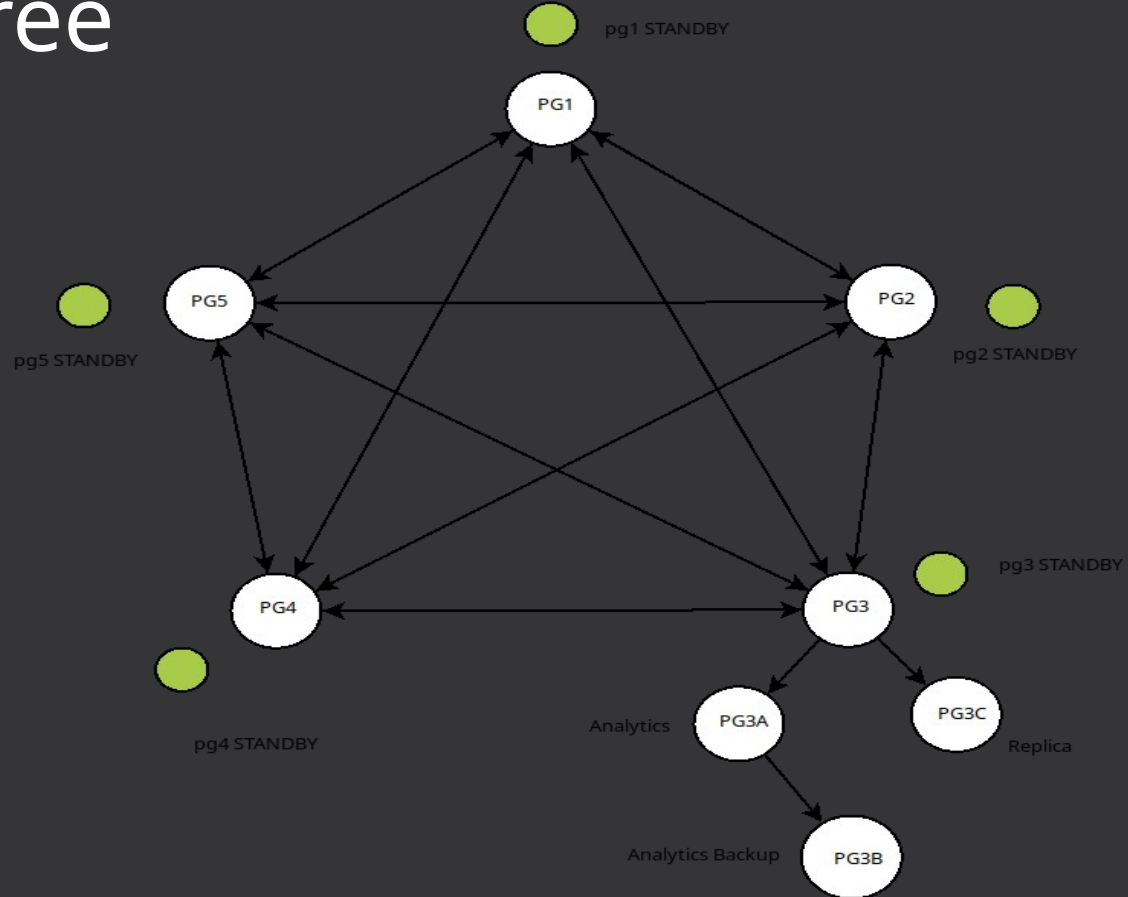 ree
pg1 STANDBY
PG1
PG5
PG2
pg5 STANDBY
pg2 STANDBY
pg3 STANDBY
PG4
PG3
pg4 STANDBY
Analytics
PG3A
PG3C
Replica
Analytics Backup
PG3B